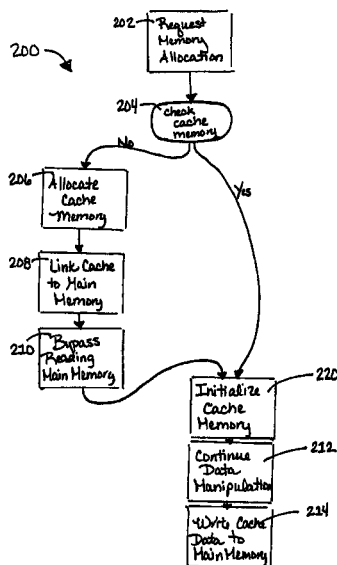 200
202
Request
Memory
Allocation
204
Check
cache
memory
No
Yes
206
Allocate
Cache
Memory
208
Link Cache
to Main
Memory
210
Bypass
Reading
Main Memory
220
Initialize
Cache
Memory
212
Continue
Data
Manipulation
214
Write Cache
Data to
Main Memory